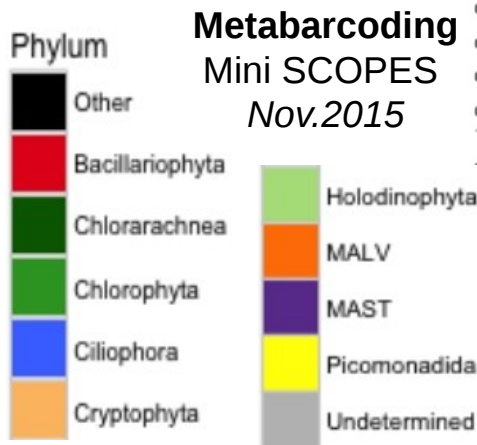 Metabarcoding
Mini SCOPES
Nov.2015
Phylum
Other
Bacillariophyta
Chlorarachnea
Chlorophyta
Ciliophora
Cryptophyta
Holodinophyta
MALV
MAST
Picomonadida
Undetermined